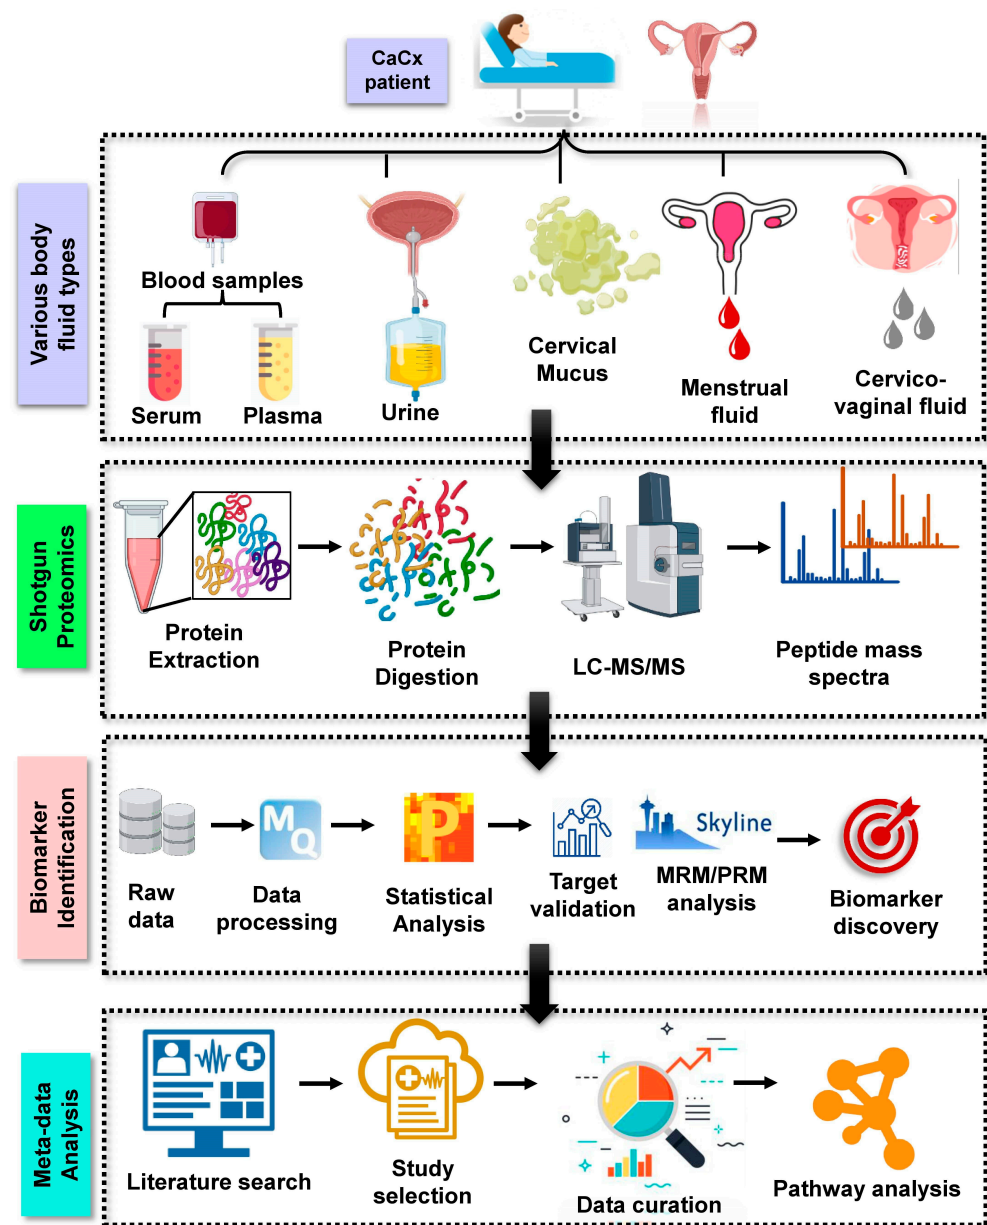 CaCx
patient
Various body
fluid types
Blood samples
Serum
Plasma
Urine
Cervical
Mucus
Menstrual
fluid
Cervico-
vaginal fluid
Shotgun
Proteomics
Protein
Extraction
Protein
Digestion
LC-MS/MS
Peptide mass
spectra
Biomarker
Identification
Raw
data
MQ
Data
processing
P
Statistical
Analysis
Target
validation
Skyline
MRM/PRM
analysis
Biomarker
discovery
Meta-data
Analysis
Literature search
Study
selection
Data curation
Pathway analysis